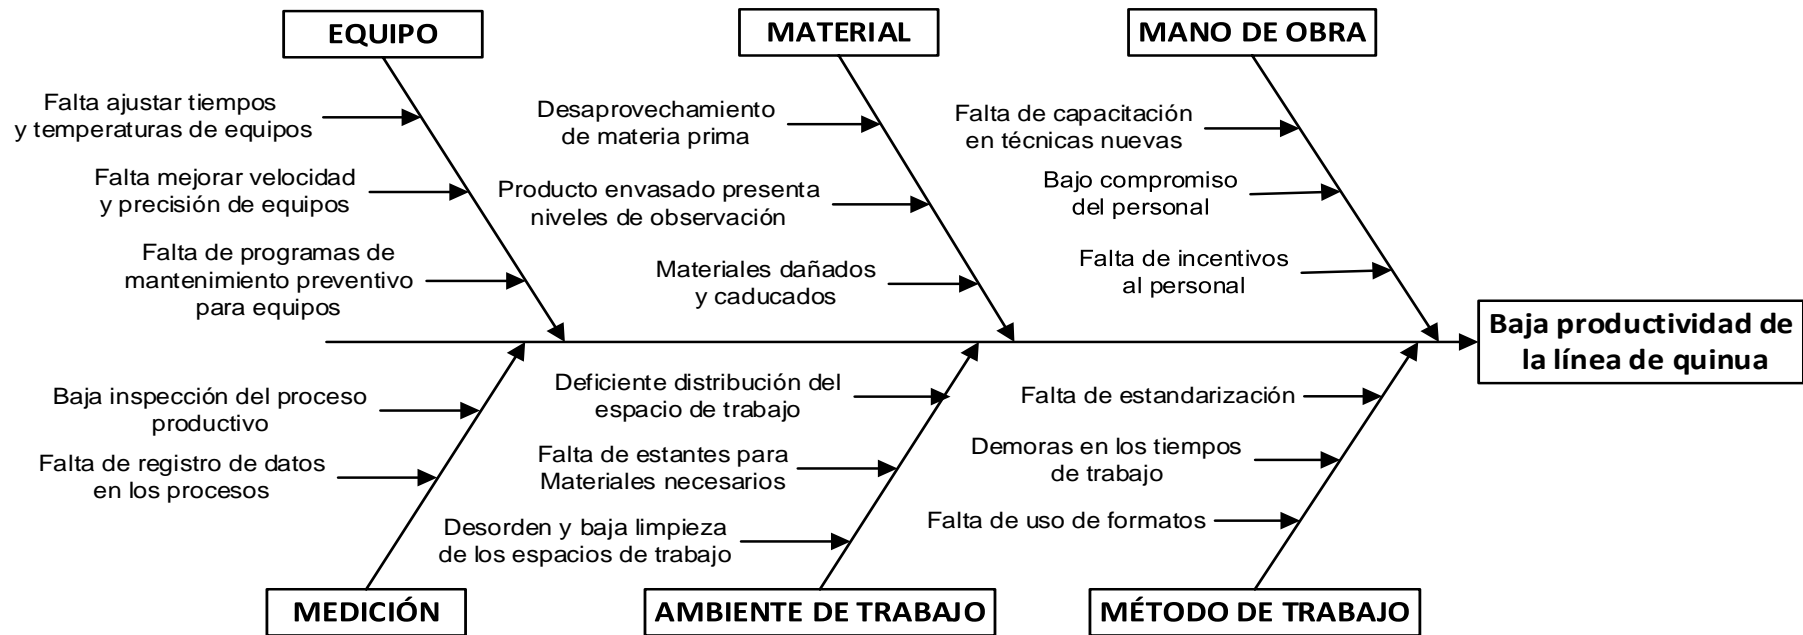 EQUIPO
MATERIAL
MANO DE OBRA
Falta ajustar tiempos
y temperaturas de equipos
Falta mejorar velocidad
y precisión de equipos
Falta de programas de
mantenimiento preventivo
para equipos
Desaprovechamiento
de materia prima
Producto envasado presenta
niveles de observación
Materiales dañados
y caducados
Falta de capacitación
en técnicas nuevas
Bajo compromiso
del personal
Falta de incentivos
al personal
Baja productividad de
la línea de quinua
Baja inspección del proceso
productivo
Falta de registro de datos
en los procesos
Deficiente distribución del
espacio de trabajo
Falta de estantes para
Materiales necesarios
Desorden y baja limpieza
de los espacios de trabajo
Falta de estandarización
Demoras en los tiempos
de trabajo
Falta de uso de formatos
MEDICIÓN
AMBIENTE DE TRABAJO
MÉTODO DE TRABAJO